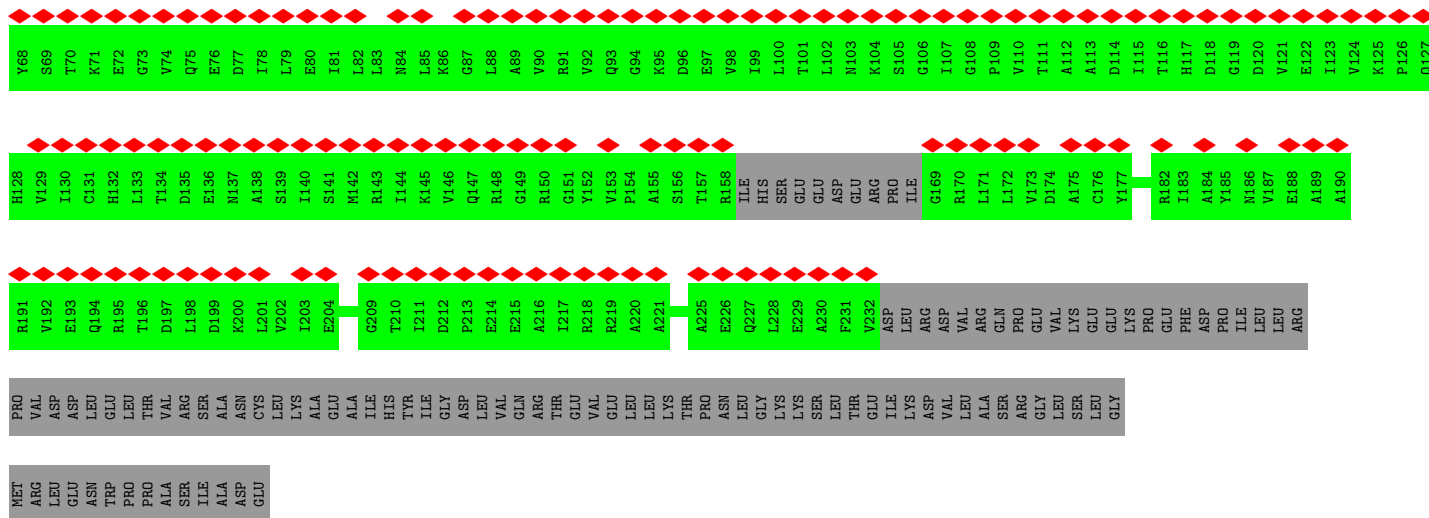 Y68 S69 T70 K71 E72 G73 V74 Q75 E76 D77 I78 L79 E80 I81 L82 L83 N84 L85 K86 G87 L88 A89 V90 R91 V92 Q93 G94 K95 D96 E97 V98 I99 L100 T101 L102 N103 K104 S105 G106 I107 G108 P109 V110 T111 A112 A113 D114 I115 T116 H117 D118 G119 D120 V121 E122 I123 V124 K125 P126 Q127
H128 V129 I130 C131 H132 L133 T134 D135 E136 N137 A138 S139 I140 S141 M142 R143 I144 K145 V146 Q147 R148 G149 R150 G151 Y152 V153 P154 A155 S156 T157 R158 ILE HIS SER GLU GLU ASP GLU ARG PRO ILE G169 R170 L171 L172 V173 D174 A175 C176 Y177 R182 I183 A184 Y185 N186 V187 E188 A189 A190
R191 V192 E193 Q194 R195 T196 D197 L198 D199 K200 L201 V202 I203 E204 G209 T210 I211 D212 P213 E214 E215 A216 I217 R218 R219 A220 A221 A225 E226 Q227 L228 E229 A230 F231 V232 ASP LEU ARG ASP VAL ARG GLN PRO GLU VAL LYS GLU GLU LYS PRO GLU PHE ASP PRO ILE LEU LEU ARG
PRO VAL ASP ASP LEU GLU LEU THR VAL ARG SER ALA ASN CYS LEU LYS ALA GLU ALA ILE HIS TYR ILE GLY ASP LEU VAL GLN ARG THR GLU VAL GLU LEU LEU LYS THR PRO ASN LEU GLY LYS LYS SER LEU THR GLU ILE LYS ASP VAL LEU ALA SER ARG GLY LEU SER LEU GLY
MET ARG LEU GLU ASN TRP PRO PRO ALA SER ILE ALA ASP GLU